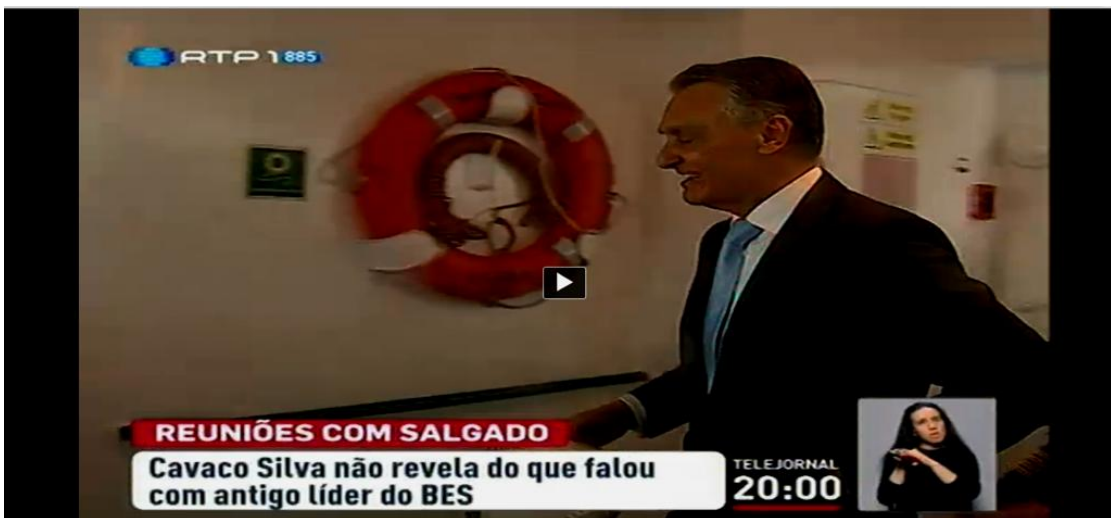 RTP 1 885
REUNIÕES COM SALGADO
Cavaco Silva não revela do que falou
com antigo líder do BES
TELEJORNAL
20:00